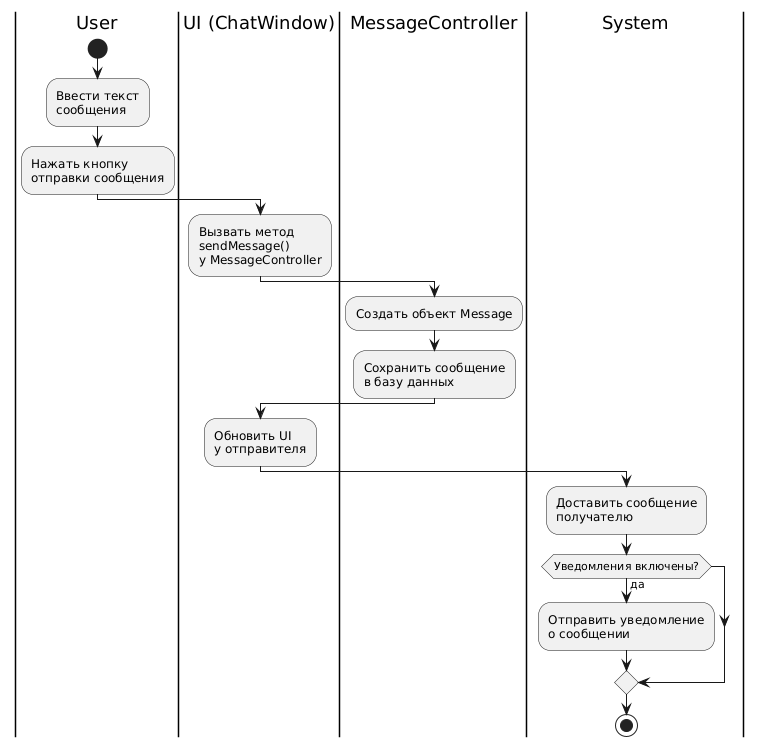 User
UI (ChatWindow)
MessageController
System
Ввести текст
сообщения
Нажать кнопку
отправки сообщения
Вызвать метод
sendMessage()
у MessageController
Создать объект Message
Сохранить сообщение
в базу данных
Обновить UI
у отправителя
Доставить сообщение
получателю
Уведомления включены?
да
Отправить уведомление
о сообщении